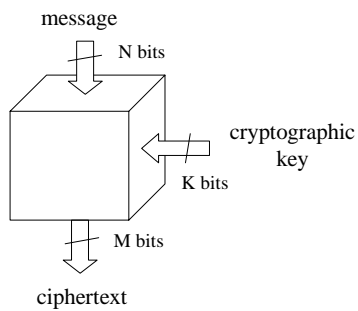 message
N bits
cryptographic
key
K bits
M bits
ciphertext